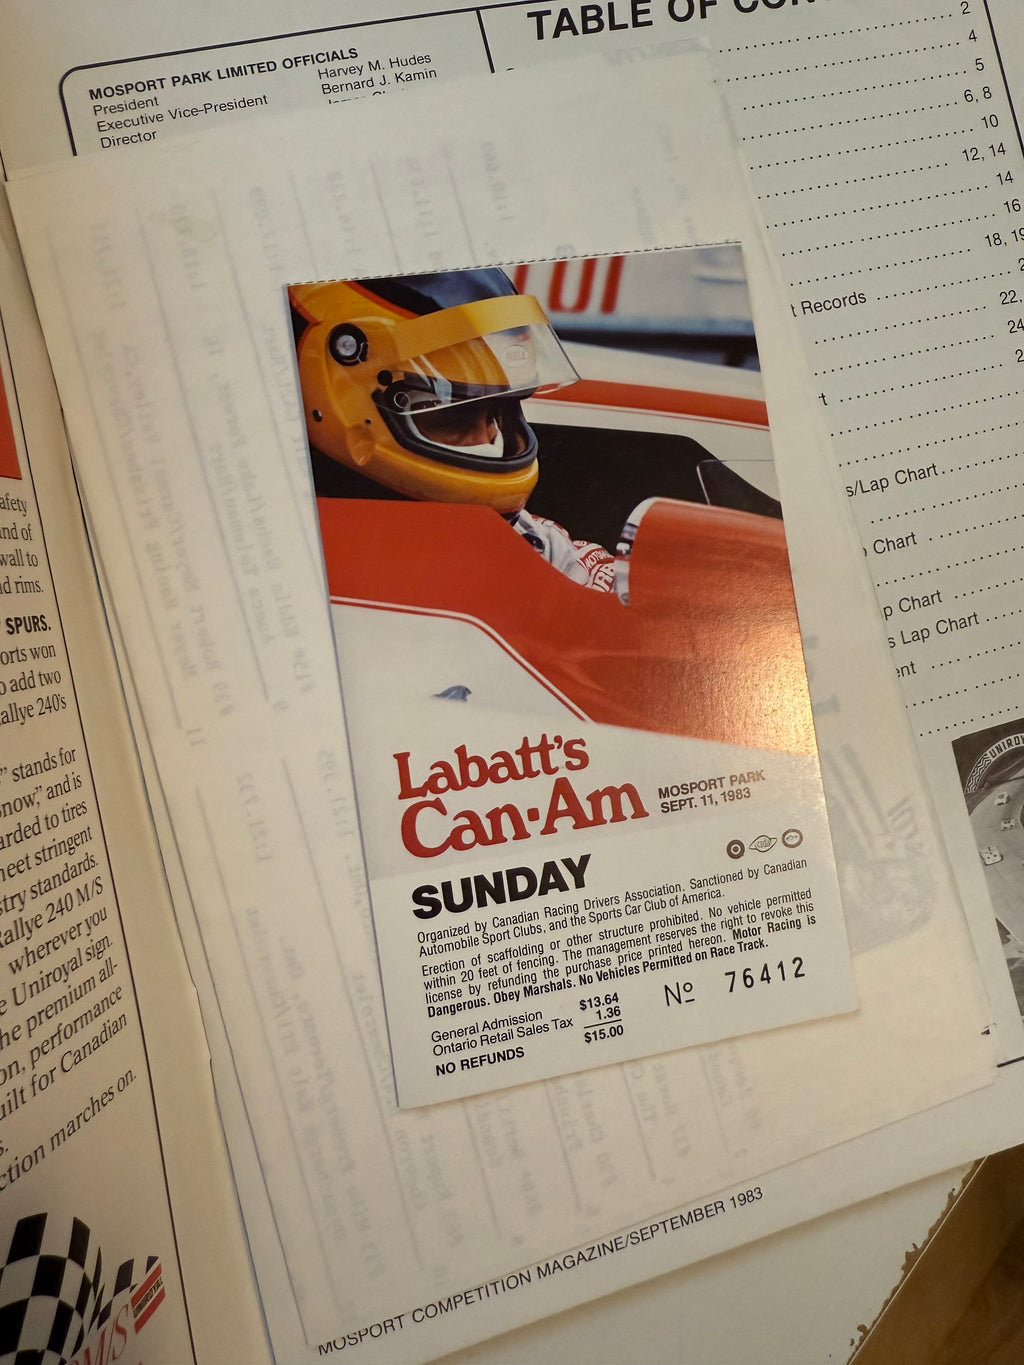 TABLE OF
MOSPORT PARK LIMITED OFFICIALS
President
Harvey M. Hudes
Executive Vice-President
Bernard J. Kamin
Director
2
4
5
6, 8
10
12, 14
14
16
18, 19
Records
22,
24
s/Lap Chart
Chart
p Chart
s Lap Chart
UNIROY
BELL
Labatt's
Can·Am
MOSPORT PARK
SEPT. 11, 1983
SUNDAY
Organized by Canadian Racing Drivers Association. Sanctioned by Canadian
Automobile Sport Clubs, and the Sports Car Club of America.
Erection of scaffolding or other structure prohibited. No vehicle permitted
within 20 feet of fencing. The management reserves the right to revoke this
license by refunding the purchase price printed hereon. Motor Racing is
Dangerous. Obey Marshals. No Vehicles Permitted on Race Track.
General Admission $13.64
Ontario Retail Sales Tax 1.36
$15.00
NO REFUNDS
Nº 76412
MOSPORT COMPETITION MAGAZINE/SEPTEMBER 1983
afety
nd of
wall to
d rims.
SPURS.
orts won
o add two
allye 240's
" stands for
now," and is
arded to tires
neet stringent
stry standards.
Rallye 240 M/S
wherever you
e Uniroyal sign.
he premium all-
on, performance
uilt for Canadian
s.
ction marches on.
M/S
UNIROYAL